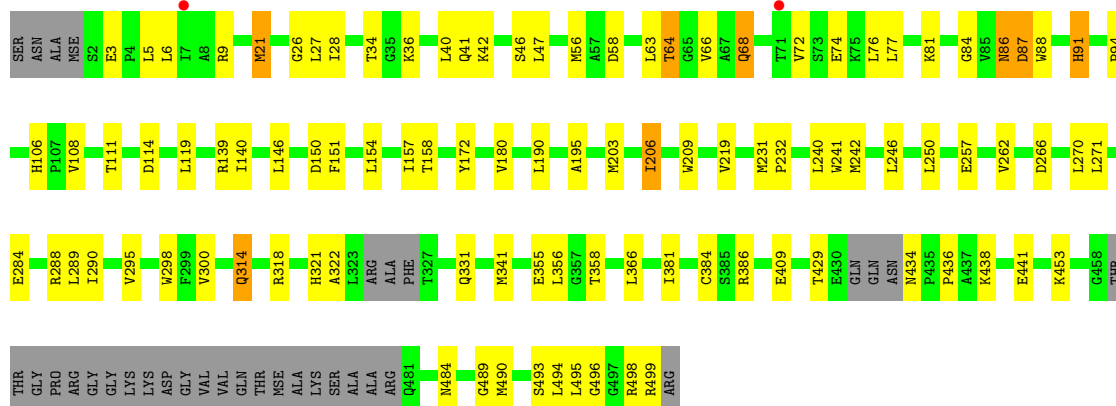 SER ASN ALA MSE S2 E3 P4 L5 L6 I7 A8 R9 M21 G26 L27 I28 T34 G35 K36 L40 Q41 K42 S46 L47 M56 A57 D58 L63 T64 G65 V66 A67 Q68 T71 V72 S73 E74 K75 L76 L77 K81 G84 V85 N86 D87 W88 H91
H106 P107 V108 T111 D114 L119 R139 I140 L146 D150 F151 L154 I157 T158 Y172 V180 L190 A195 M203 I206 W209 V219 M231 P232 L240 W241 M242 L246 L250 E257 V262 D266 L270 L271
E284 R288 L289 I290 V295 W298 F299 V300 Q314 R318 H321 A322 L323 ARG ALA PHE T327 Q331 M341 E355 L356 G357 T358 L366 I381 C384 S385 R386 E409 T429 E430 GLN GLN ASN N434 P435 P436 A437 K438 E441 K453 G458 THR
THR GLY PRO ARG GLY GLY LYS LYS ASP GLY VAL VAL GLN THR MSE ALA LYS SER ALA ALA ARG Q481 N484 G489 M490 S493 L494 L495 G496 G497 R498 R499 ARG